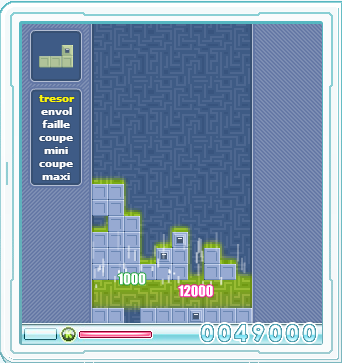 tresor
envol
faille
coupe
mini
coupe
maxi
1000
12000
0049000